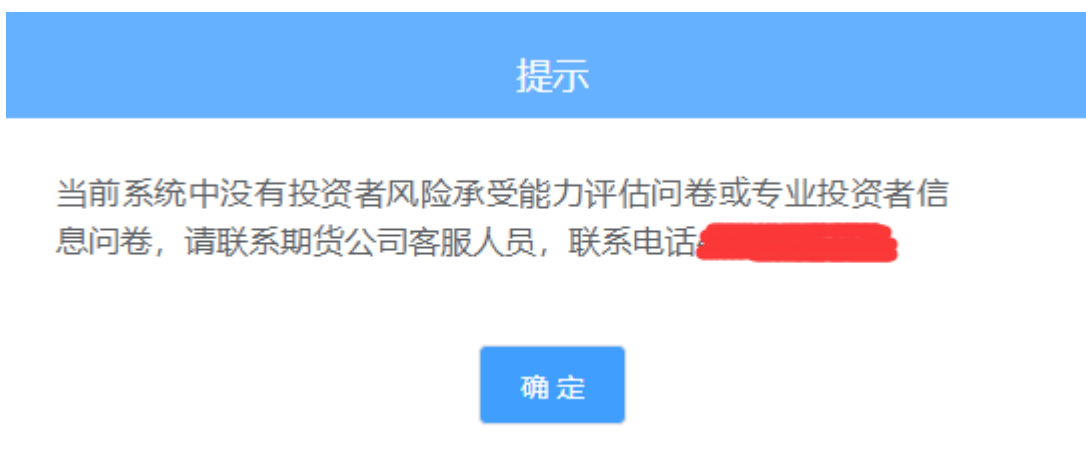 提示
当前系统中没有投资者风险承受能力评估问卷或专业投资者信
息问卷，请联系期货公司客服人员，联系电话
确 定